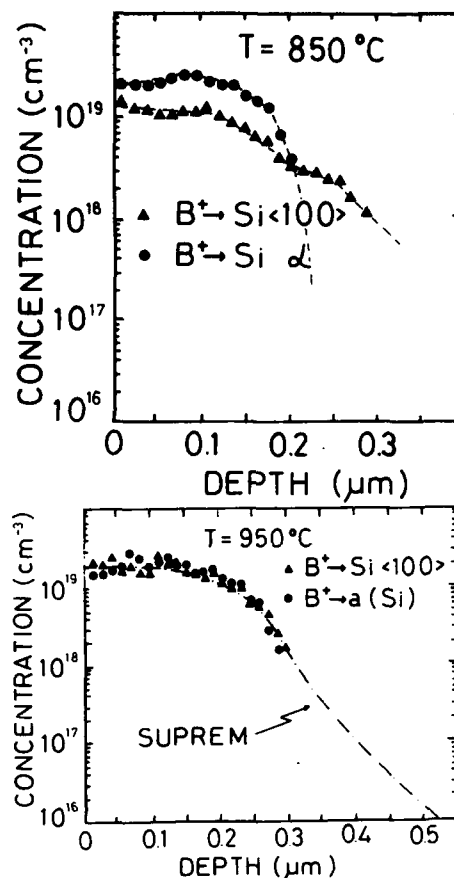 T = 850 °C
CONCENTRATION (cm⁻³)
10¹⁹
10¹⁸
10¹⁷
10¹⁶
▲ B⁺→ Si <100>
● B⁺→ Si α
0 0.1 0.2 0.3
DEPTH (μm)
T = 950 °C
CONCENTRATION (cm⁻³)
10¹⁹
10¹⁸
10¹⁷
10¹⁶
▲ B⁺→ Si <100>
● B⁺→ a (Si)
SUPREM
0 0.1 0.2 0.3 0.4 0.5
DEPTH (μm)